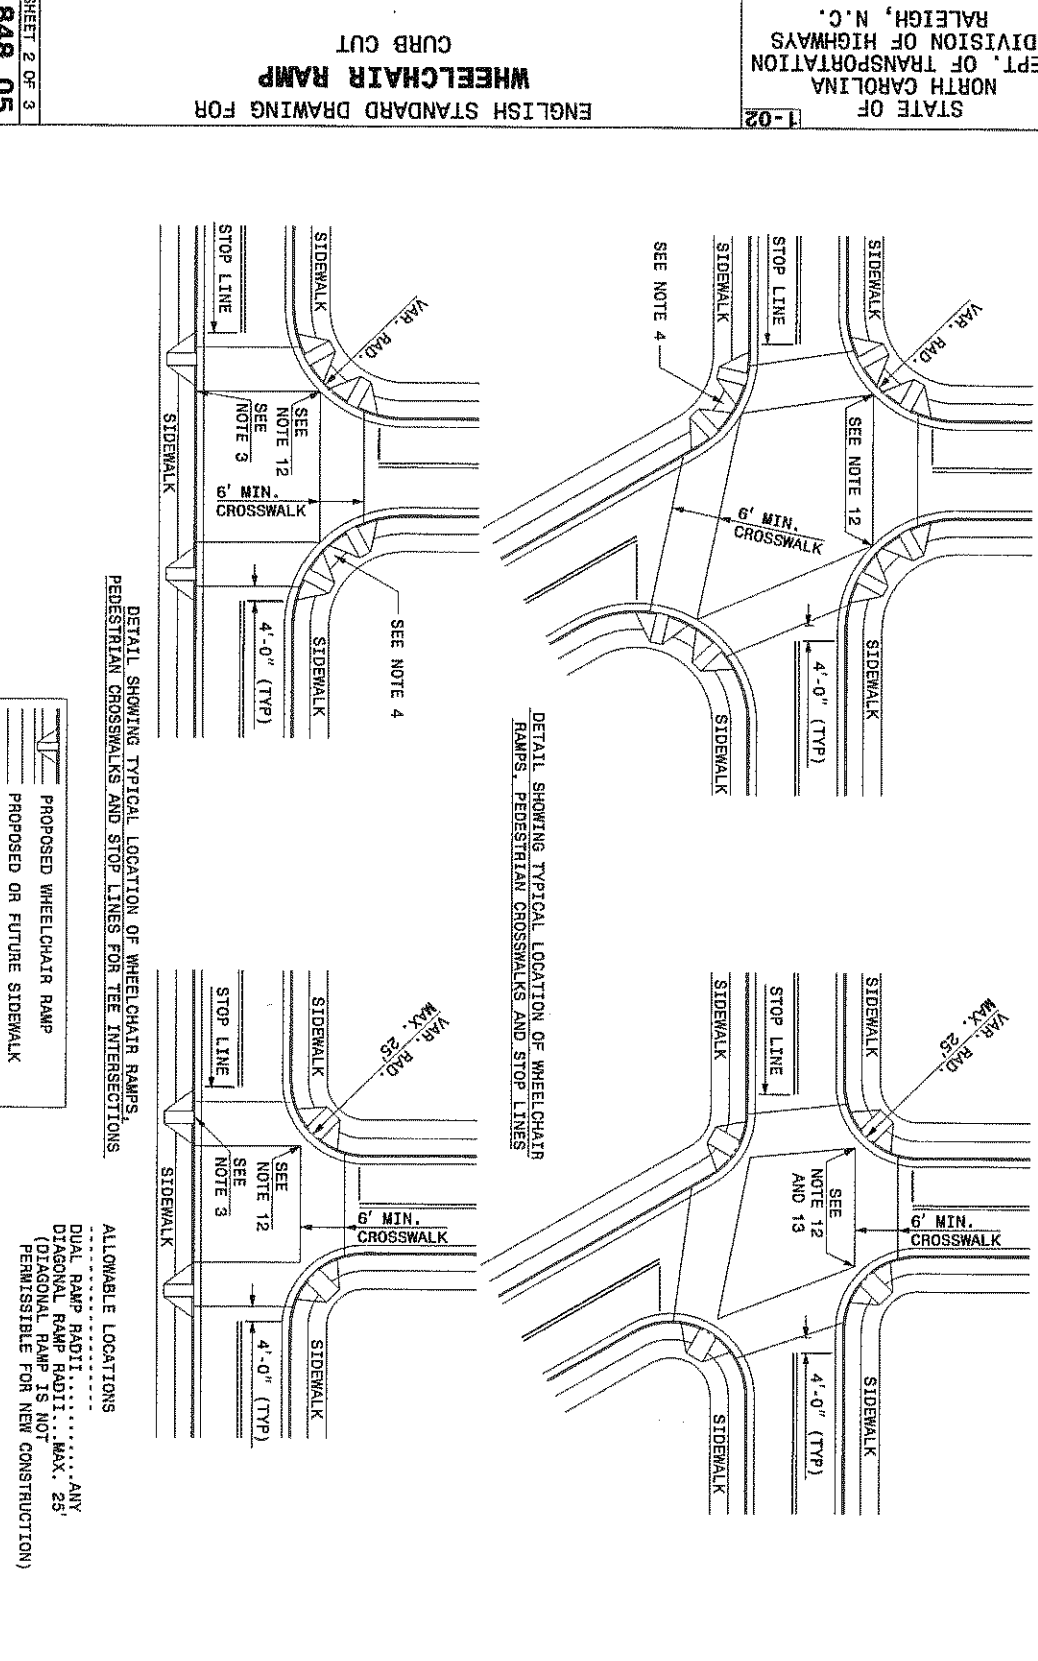 STATE OF
NORTH CAROLINA
EPT. OF TRANSPORTATION
DIVISION OF HIGHWAYS
RALEIGH, N.C.
1-02
ENGLISH STANDARD DRAWING FOR
WHEELCHAIR RAMP
CURB CUT
SHEET 2 OF 3
848 05
SIDEWALK
VAR. RAD.
STOP LINE
SIDEWALK
SEE NOTE 4
SEE NOTE 12
6' MIN.
CROSSWALK
4'-0" (TYP)
SIDEWALK
SIDEWALK
SIDEWALK
VAR. RAD.
MAX. 25'
STOP LINE
SIDEWALK
SEE
NOTE 12
AND 13
6' MIN.
CROSSWALK
4'-0" (TYP)
SIDEWALK
SIDEWALK
DETAIL SHOWING TYPICAL LOCATION OF WHEELCHAIR
RAMPS, PEDESTRIAN CROSSWALKS AND STOP LINES
SIDEWALK
VAR. RAD.
STOP LINE
SEE
NOTE 12
SEE
NOTE 3
6' MIN.
CROSSWALK
SIDEWALK
SEE NOTE 4
4'-0" (TYP)
SIDEWALK
SIDEWALK
VAR. RAD.
MAX. 25'
STOP LINE
SEE
NOTE 12
SEE
NOTE 3
6' MIN.
CROSSWALK
SIDEWALK
4'-0" (TYP)
SIDEWALK
DETAIL SHOWING TYPICAL LOCATION OF WHEELCHAIR RAMPS,
PEDESTRIAN CROSSWALKS AND STOP LINES FOR TEE INTERSECTIONS
PROPOSED WHEELCHAIR RAMP
PROPOSED OR FUTURE SIDEWALK
ALLOWABLE LOCATIONS
DUAL RAMP RADII...........ANY
DIAGONAL RAMP RADII...MAX. 25'
(DIAGONAL RAMP IS NOT
PERMISSIBLE FOR NEW CONSTRUCTION)